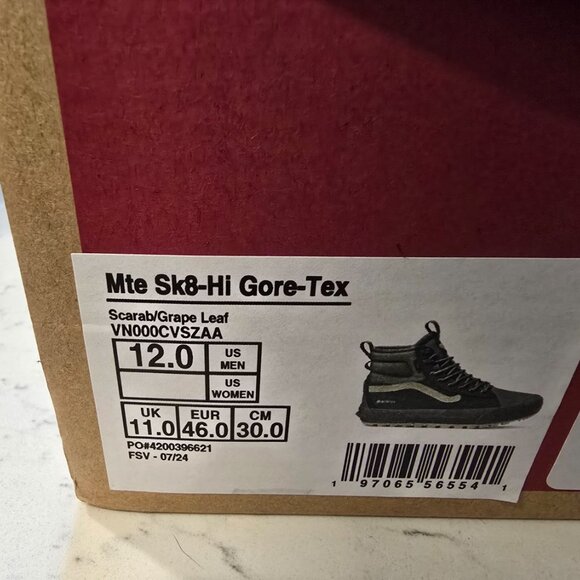 Mte Sk8-Hi Gore-Tex
Scarab/Grape Leaf
VN000CVSZAA
12.0 US MEN
US WOMEN
UK EUR CM
11.0 46.0 30.0
PO#4200396621
FSV - 07/24
1 97065 56554 1